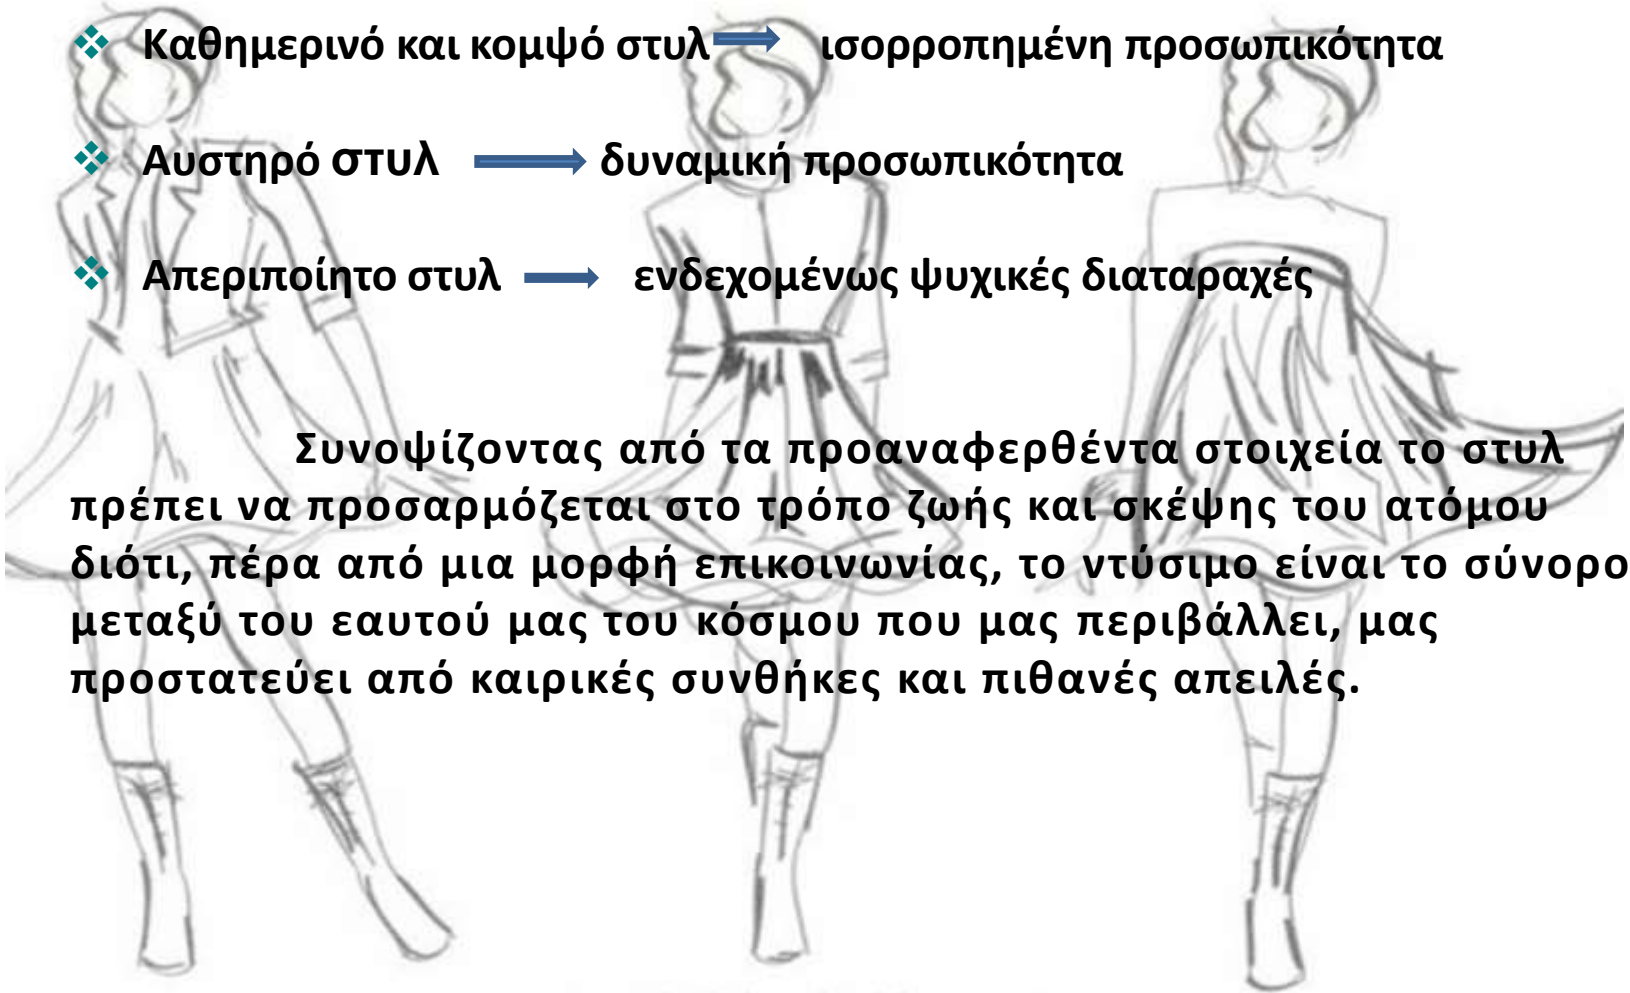 ❖ Καθημερινό και κομψό στυλ → ισορροπημένη προσωπικότητα
❖ Αυστηρό στυλ → δυναμική προσωπικότητα
❖ Απεριποίητο στυλ → ενδεχομένως ψυχικές διαταραχές
Συνοψίζοντας από τα προαναφερθέντα στοιχεία το στυλ
πρέπει να προσαρμόζεται στο τρόπο ζωής και σκέψης του ατόμου
διότι, πέρα από μια μορφή επικοινωνίας, το ντύσιμο είναι το σύνορο
μεταξύ του εαυτού μας του κόσμου που μας περιβάλλει, μας
προστατεύει από καιρικές συνθήκες και πιθανές απειλές.